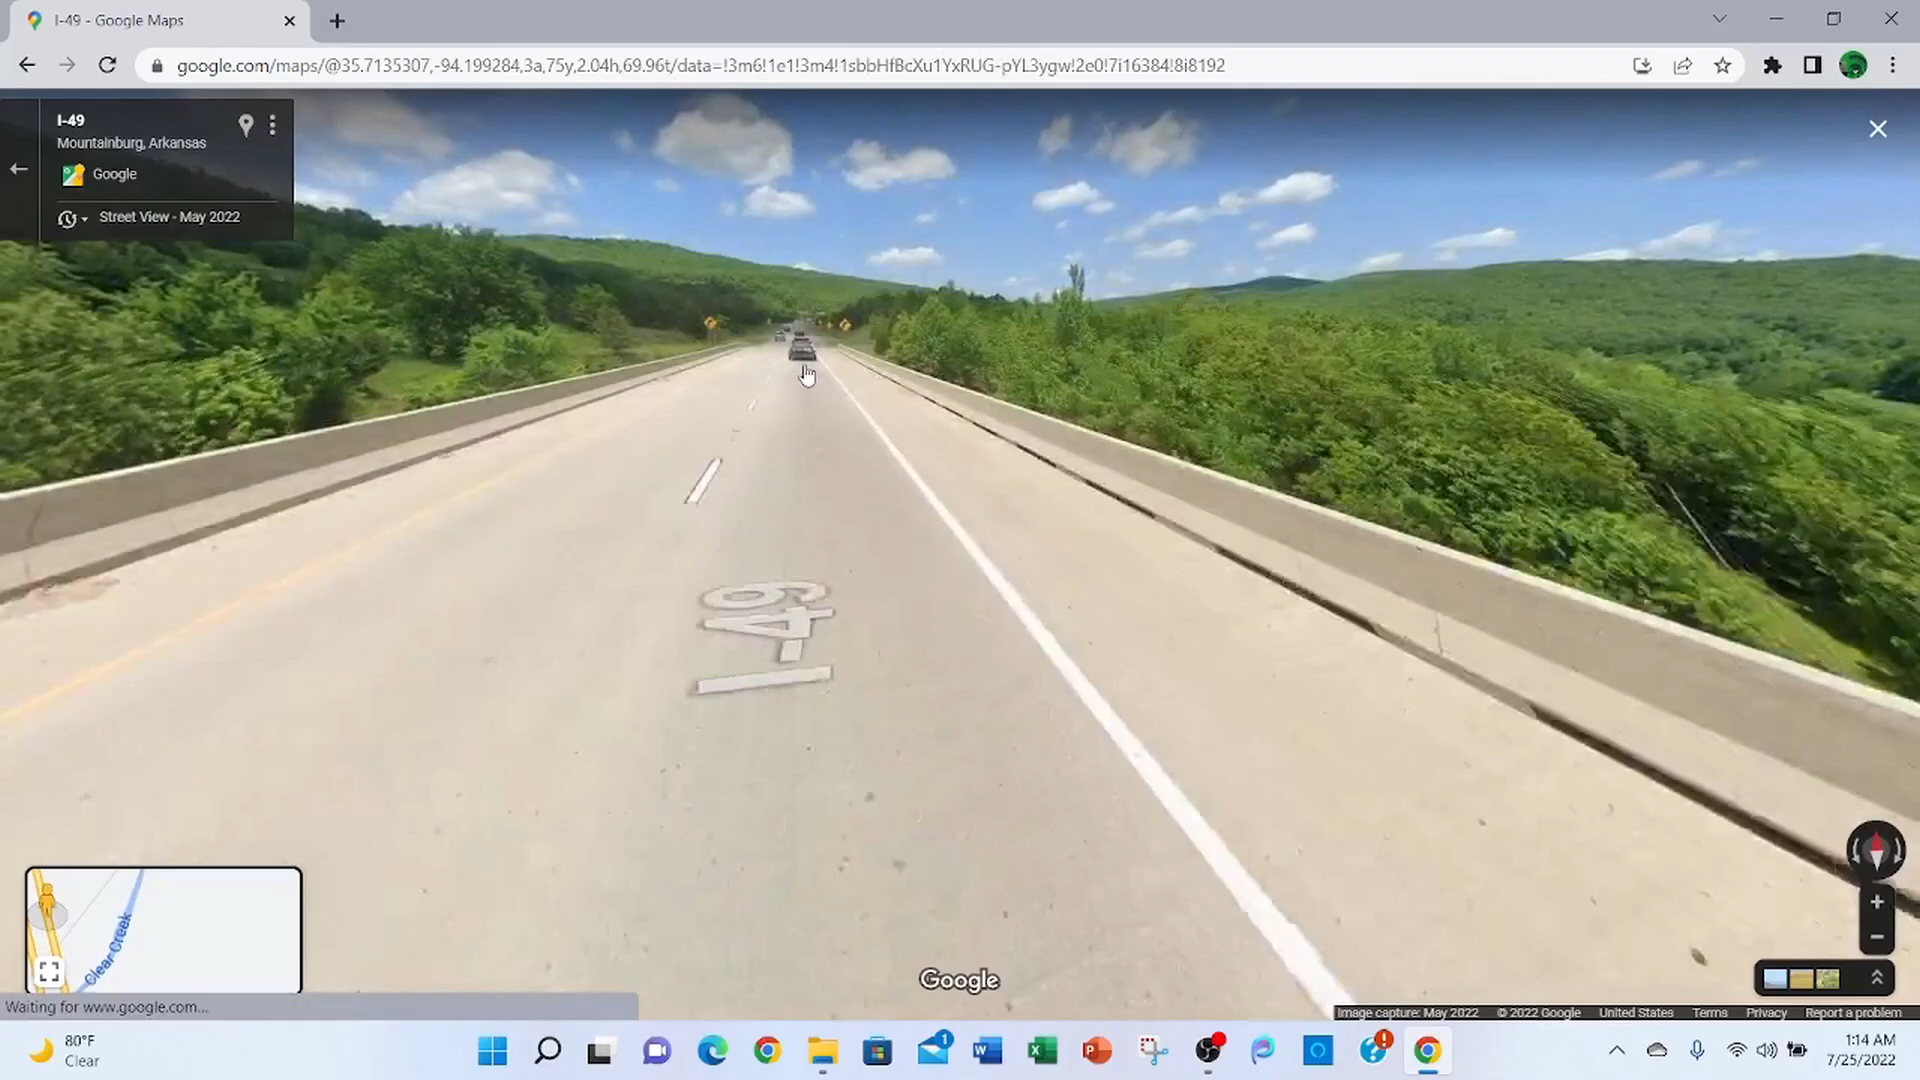 I-49 - Google Maps
google.com/maps/@35.7135307,-94.199284,3a,75y,2.04h,69.96t/data=!3m6!1e1!3m4!1sbbHfBcXu1YxRUG-pYL3ygw!2e0!7i16384!8i8192
I-49
Mountainburg, Arkansas
Google
Street View - May 2022
I-49
Clear Creek
Google
Waiting for www.google.com...
Image capture: May 2022 © 2022 Google United States Terms Privacy Report a problem
80°F
Clear
1
1:14 AM
7/25/2022